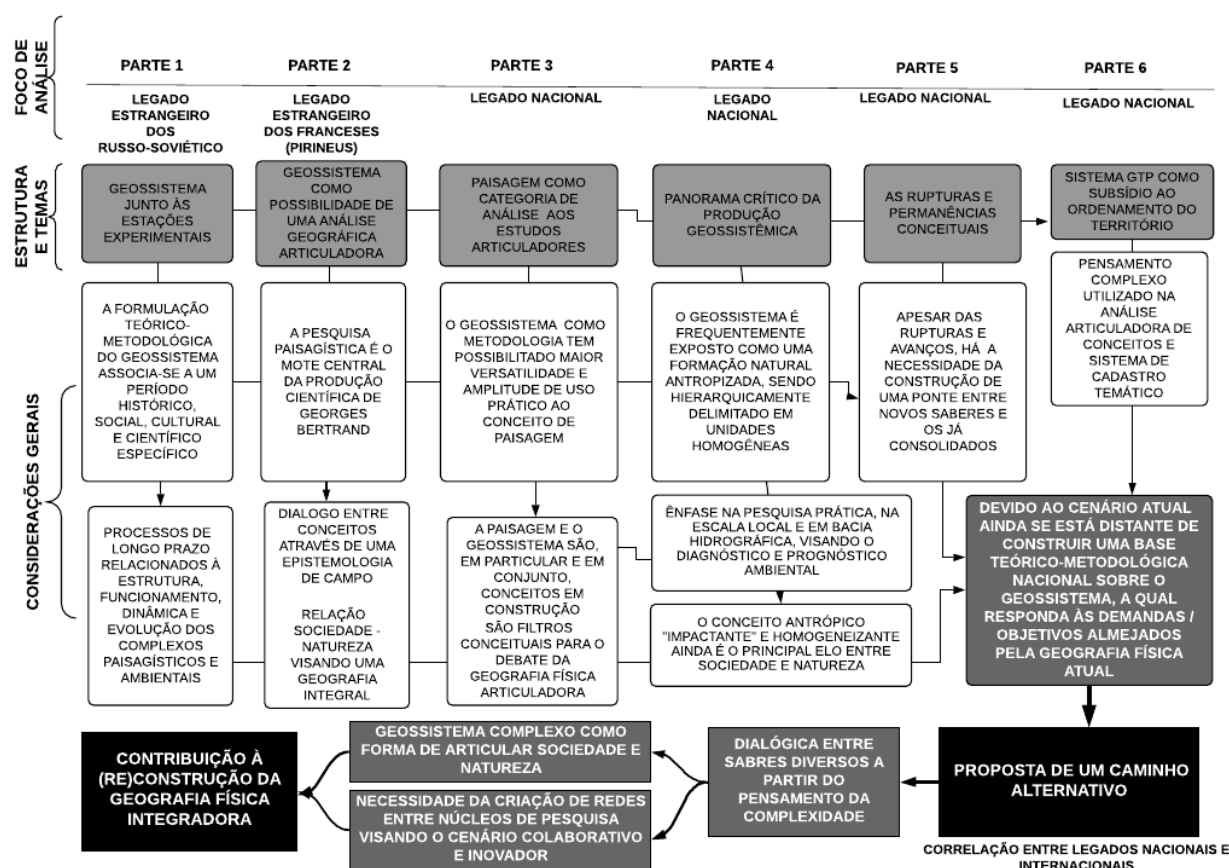 FOCO DE
ANÁLISE
PARTE 1
PARTE 2
PARTE 3
PARTE 4
PARTE 5
PARTE 6
LEGADO
ESTRANGEIRO
DOS
RUSSO-SOVIÉTICO
LEGADO
ESTRANGEIRO
DOS FRANCESES
(PIRINEUS)
LEGADO NACIONAL
LEGADO
NACIONAL
LEGADO NACIONAL
LEGADO NACIONAL
ESTRUTURA
E TEMAS
GEOSSISTEMA
JUNTO ÀS
ESTAÇÕES
EXPERIMENTAIS
GEOSSISTEMA
COMO
POSSIBILIDADE DE
UMA ANÁLISE
GEOGRÁFICA
ARTICULADORA
PAISAGEM COMO
CATEGORIA DE
ANÁLISE AOS
ESTUDOS
ARTICULADORES
PANORAMA CRÍTICO DA
PRODUÇÃO
GEOSSISTÊMICA
AS RUPTURAS E
PERMANÊNCIAS
CONCEITUAIS
SISTEMA GTP COMO
SUBSÍDIO AO
ORDENAMENTO DO
TERRITÓRIO
CONSIDERAÇÕES GERAIS
A FORMULAÇÃO
TEÓRICO-
METODOLÓGICA
DO GEOSSISTEMA
ASSOCIA-SE A UM
PERÍODO
HISTÓRICO,
SOCIAL, CULTURAL
E CIENTÍFICO
ESPECÍFICO
A PESQUISA
PAISAGÍSTICA É O
MOTE CENTRAL
DA PRODUÇÃO
CIENTÍFICA DE
GEORGES
BERTRAND
O GEOSSISTEMA COMO
METODOLOGIA TEM
POSSIBILITADO MAIOR
VERSATILIDADE E
AMPLITUDE DE USO
PRÁTICO AO
CONCEITO DE
PAISAGEM
O GEOSSISTEMA É
FREQUENTEMENTE
EXPOSTO COMO UMA
FORMAÇÃO NATURAL
ANTROPIZADA, SENDO
HIERARQUICAMENTE
DELIMITADO EM
UNIDADES
HOMOGÊNEAS
APESAR DAS
RUPTURAS E
AVANÇOS, HÁ A
NECESSIDADE DA
CONSTRUÇÃO DE
UMA PONTE ENTRE
NOVOS SABERES E
OS JÁ
CONSOLIDADOS
PENSAMENTO
COMPLEXO
UTILIZADO NA
ANÁLISE
ARTICULADORA DE
CONCEITOS E
SISTEMA DE
CADASTRO
TEMÁTICO
PROCESSOS DE
LONGO PRAZO
RELACIONADOS À
ESTRUTURA,
FUNCIONAMENTO,
DINÂMICA E
EVOLUÇÃO DOS
COMPLEXOS
PAISAGÍSTICOS E
AMBIENTAIS
DIALOGO ENTRE
CONCEITOS
ATRAVÉS DE UMA
EPISTEMOLOGIA
DE CAMPO
RELAÇÃO
SOCIEDADE -
NATUREZA
VISANDO UMA
GEOGRAFIA
INTEGRAL
A PAISAGEM E O
GEOSSISTEMA SÃO,
EM PARTICULAR E EM
CONJUNTO,
CONCEITOS EM
CONSTRUÇÃO
SÃO FILTROS
CONCEITUAIS PARA O
DEBATE DA
GEOGRAFIA FÍSICA
ARTICULADORA
ÊNFASE NA PESQUISA PRÁTICA, NA
ESCALA LOCAL E EM BACIA
HIDROGRÁFICA, VISANDO O
DIAGNÓSTICO E PROGNÓSTICO
AMBIENTAL
O CONCEITO ANTRÓPICO
"IMPACTANTE" E HOMOGENEIZANTE
AINDA É O PRINCIPAL ELO ENTRE
SOCIEDADE E NATUREZA
DEVIDO AO CENÁRIO ATUAL
AINDA SE ESTÁ DISTANTE DE
CONSTRUIR UMA BASE
TEÓRICO-METODOLÓGICA
NACIONAL SOBRE O
GEOSSISTEMA, A QUAL
RESPONDA ÀS DEMANDAS /
OBJETIVOS ALMEJADOS
PELA GEOGRAFIA FÍSICA
ATUAL
CONTRIBUIÇÃO À
(RE)CONSTRUÇÃO DA
GEOGRAFIA FÍSICA
INTEGRADORA
GEOSSISTEMA COMPLEXO COMO
FORMA DE ARTICULAR SOCIEDADE E
NATUREZA
NECESSIDADE DA CRIAÇÃO DE REDES
ENTRE NÚCLEOS DE PESQUISA
VISANDO O CENÁRIO COLABORATIVO
E INOVADOR
DIALÓGICA ENTRE
SABRES DIVERSOS A
PARTIR DO
PENSAMENTO DA
COMPLEXIDADE
PROPOSTA DE UM CAMINHO
ALTERNATIVO
CORRELAÇÃO ENTRE LEGADOS NACIONAIS E
INTERNACIONAIS